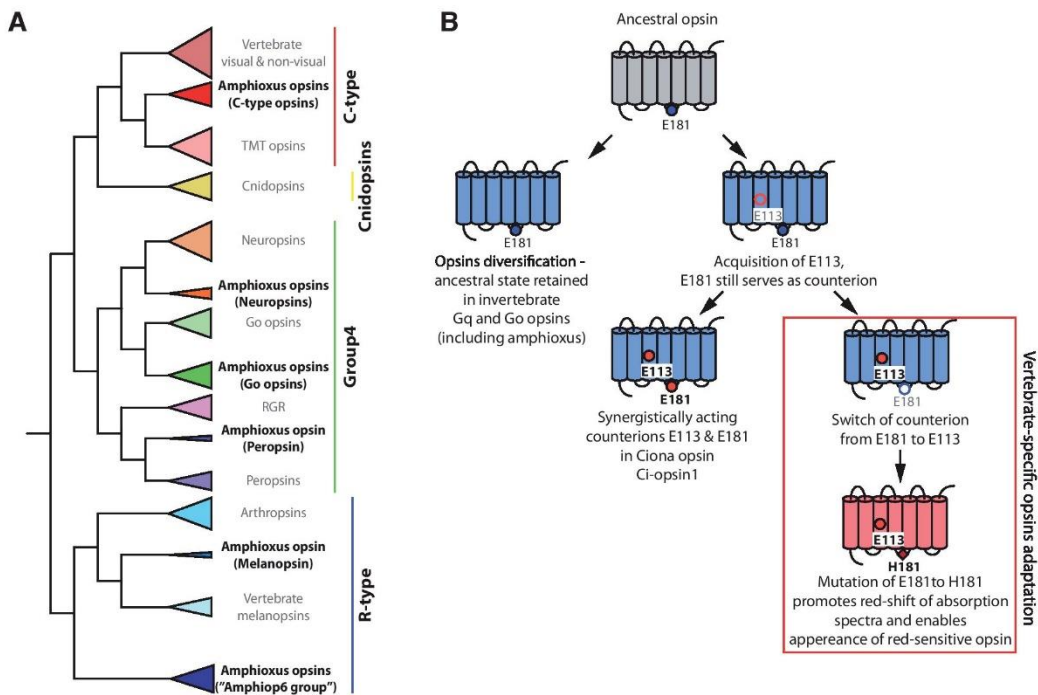 A
Vertebrate
visual & non-visual
Amphioxus opsins
(C-type opsins)
TMT opsins
Cnidopsins
Neuropsins
Amphioxus opsins
(Neuropsins)
Go opsins
Amphioxus opsins
(Go opsins)
RGR
Amphioxus opsin
(Peropsin)
Peropsins
Arthropsins
Amphioxus opsin
(Melanopsin)
Vertebrate
melanopsins
Amphioxus opsins
("Amphiop6 group")
C-type
Cnidopsins
Group4
R-type
B
Ancestral opsin
E181
E181
Opsins diversification -
ancestral state retained
in invertebrate
Gq and Go opsins
(including amphioxus)
E113
E181
Acquisition of E113,
E181 still serves as counterion
E113
E181
Synergistically acting
counterions E113 & E181
in Ciona opsin
Ci-opsin1
E113
E181
Switch of counterion
from E181 to E113
E113
H181
Mutation of E181to H181
promotes red-shift of absorption
spectra and enables
appereance of red-sensitive opsin
Vertebrate-specific opsins adaptation